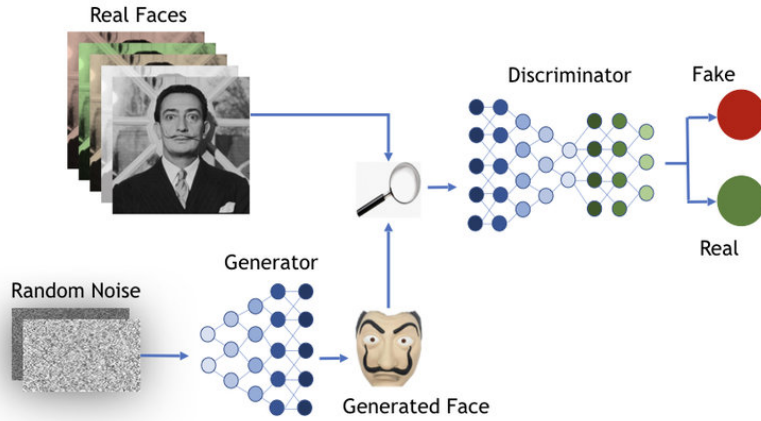 Real Faces
Discriminator
Fake
Real
Generator
Random Noise
Generated Face